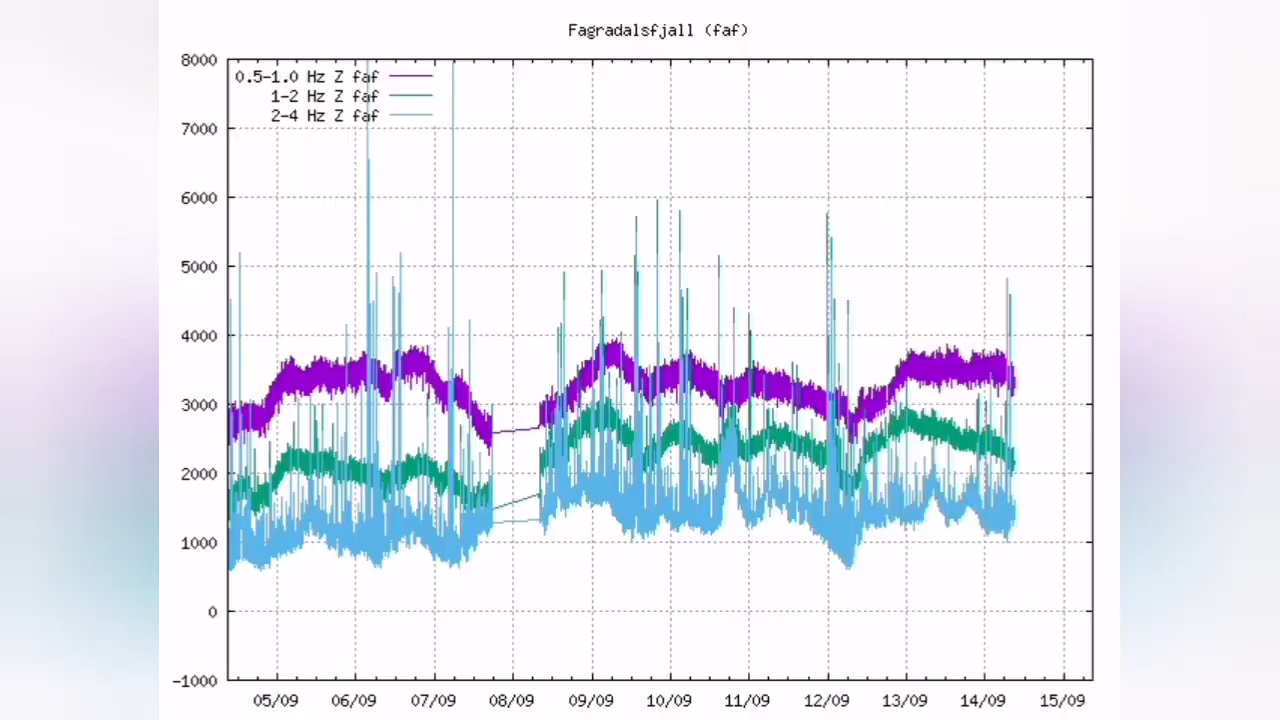 Fagradalsfjall (faf)
8000
0.5-1.0 Hz Z faf
1-2 Hz Z faf
2-4 Hz Z faf
7000
6000
5000
4000
3000
2000
1000
0
-1000
05/09 06/09 07/09 08/09 09/09 10/09 11/09 12/09 13/09 14/09 15/09